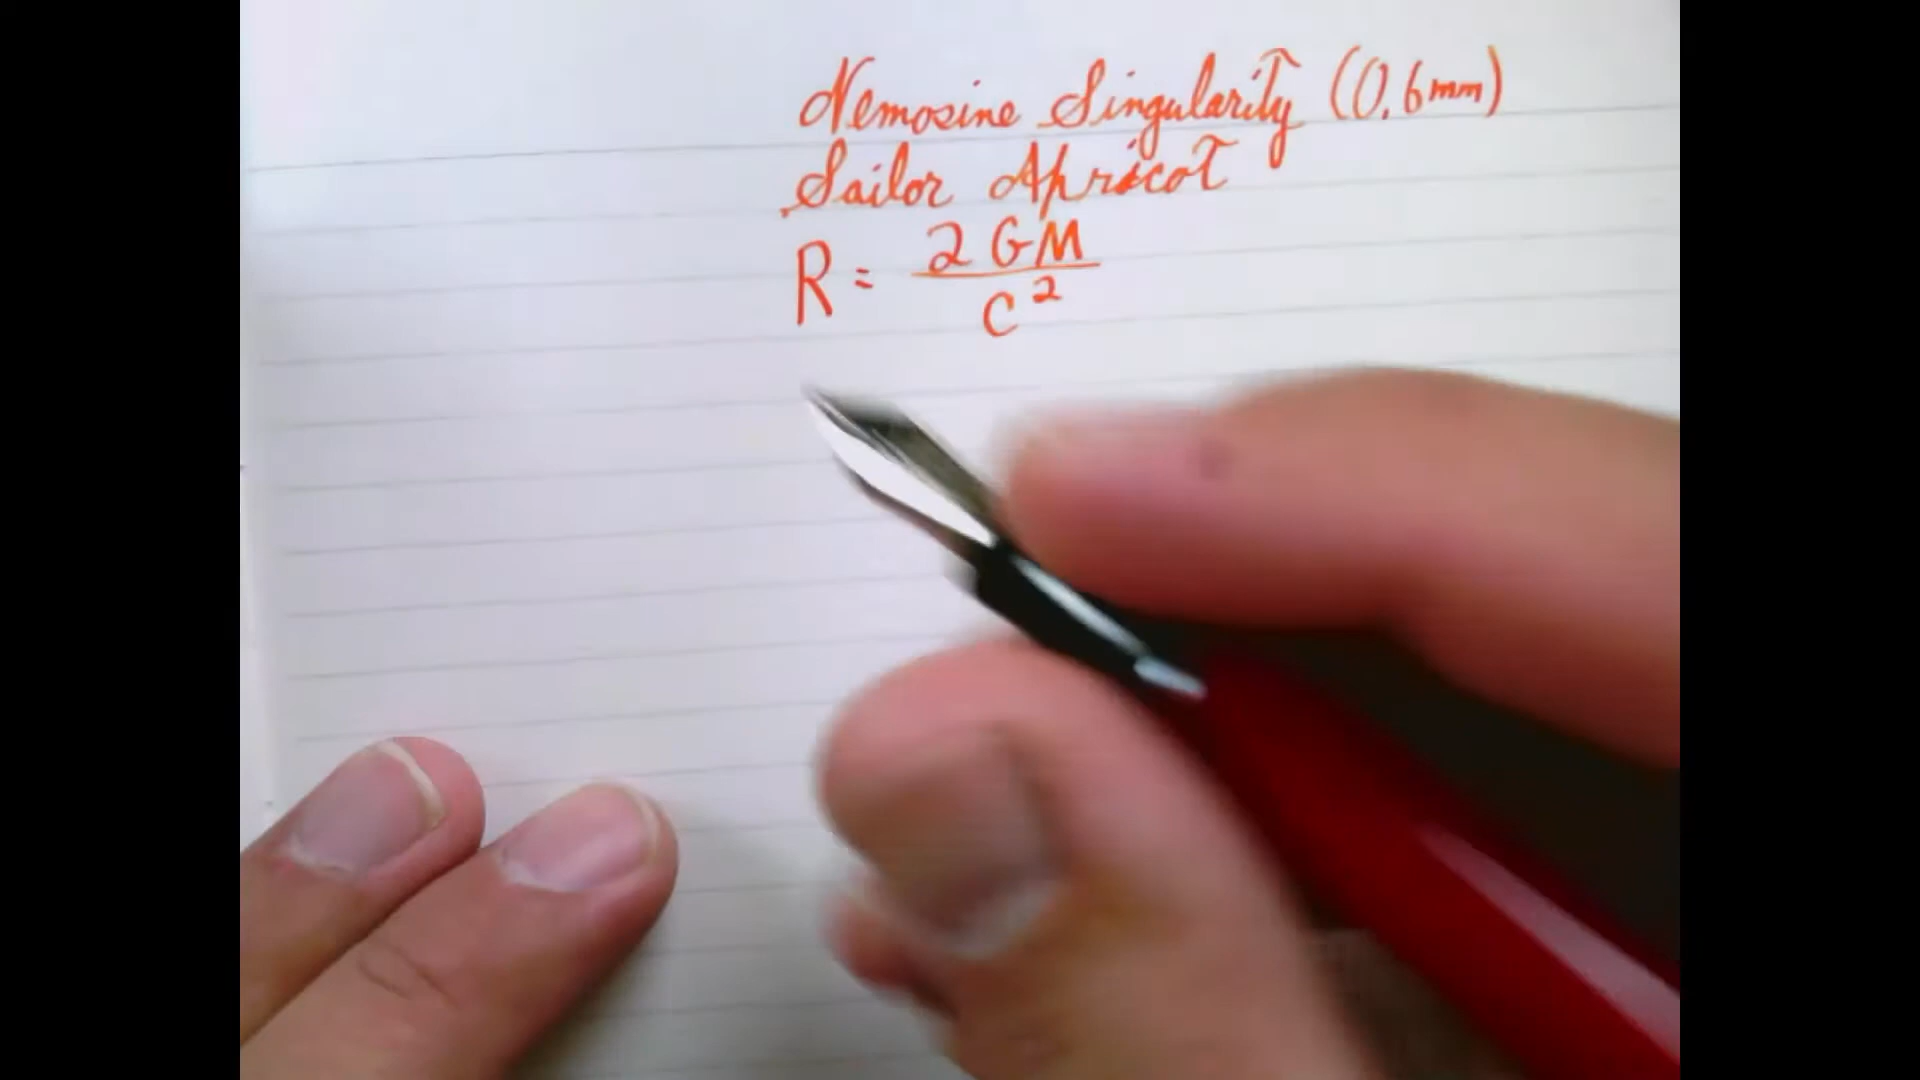 Nemosine Singularity (0.6mm)
Sailor Apricot
R = 2GM / C²